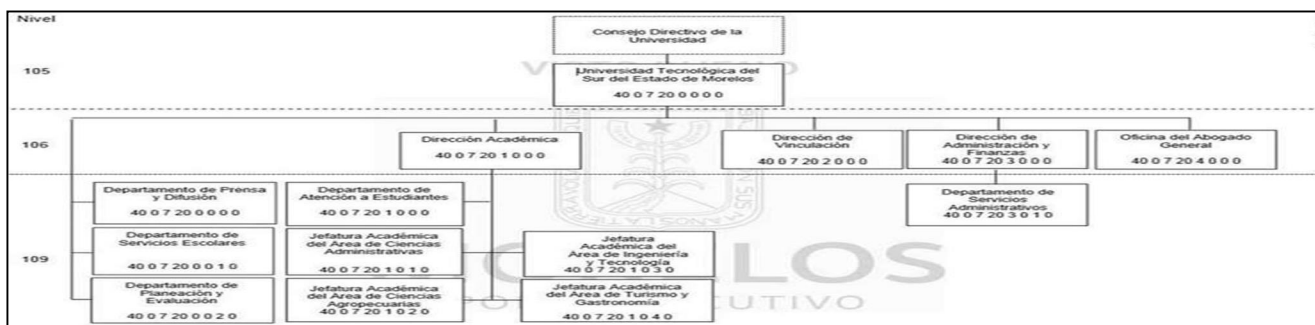 Nivel
Consejo Directivo de la
Universidad
105
Universidad Tecnológica del
Sur del Estado de Morelos
40 0 7 20 0 0 0 0
106
Dirección Académica
40 0 7 20 1 0 0 0
Dirección de
Vinculación
40 0 7 20 2 0 0 0
Dirección de
Administración y
Finanzas
40 0 7 20 3 0 0 0
Oficina del Abogado
General
40 0 7 20 4 0 0 0
109
Departamento de Prensa
y Difusión
40 0 7 20 0 0 0 0
Departamento de
Atención a Estudiantes
40 0 7 20 1 0 0 0
Departamento de
Servicios
Administrativos
40 0 7 20 3 0 1 0
Departamento de
Servicios Escolares
40 0 7 20 0 0 1 0
Jefatura Académica
del Área de Ciencias
Administrativas
40 0 7 20 1 0 1 0
Jefatura
Académica del
Área de Ingeniería
y Tecnología
40 0 7 20 1 0 3 0
Departamento de
Planeación y
Evaluación
40 0 7 20 0 0 2 0
Jefatura Académica
del Área de Ciencias
Agropecuarias
40 0 7 20 1 0 2 0
Jefatura Académica
del Área de Turismo y
Gastronomía
40 0 7 20 1 0 4 0